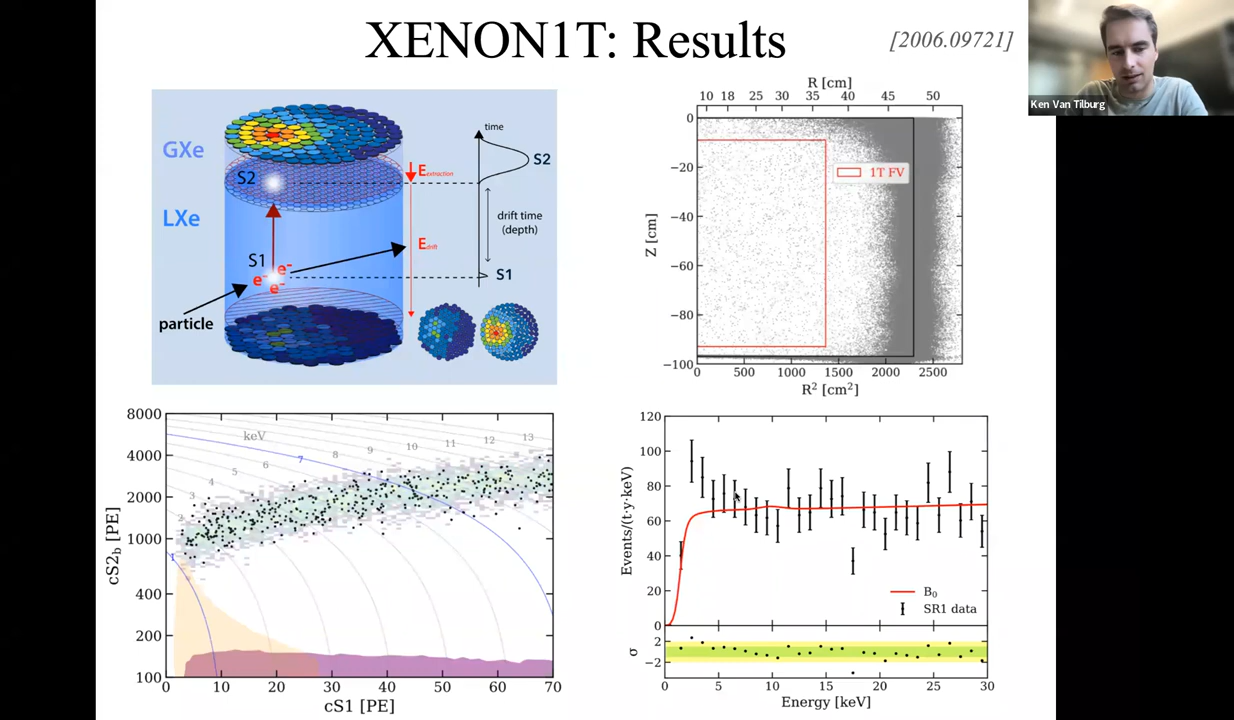 XENON1T: Results
[2006.09721]
Ken Van Tilburg
GXe
LXe
S2
S1
e-
e-
e-
particle
E extraction
E drift
time
S2
drift time
(depth)
S1
R [cm]
10 18 25 30 35 40 45 50
0
−20
−40
−60
−80
−100
Z [cm]
1T FV
0 500 1000 1500 2000 2500
R² [cm²]
8000
4000
2000
1000
400
200
100
cS2b [PE]
keV
1 2 3 4 5 6 7 8 9 10 11 12 13
0 10 20 30 40 50 60 70
cS1 [PE]
120
100
80
60
40
20
0
Events/(t·y·keV)
B₀
SR1 data
2
−2
σ
0 5 10 15 20 25 30
Energy [keV]